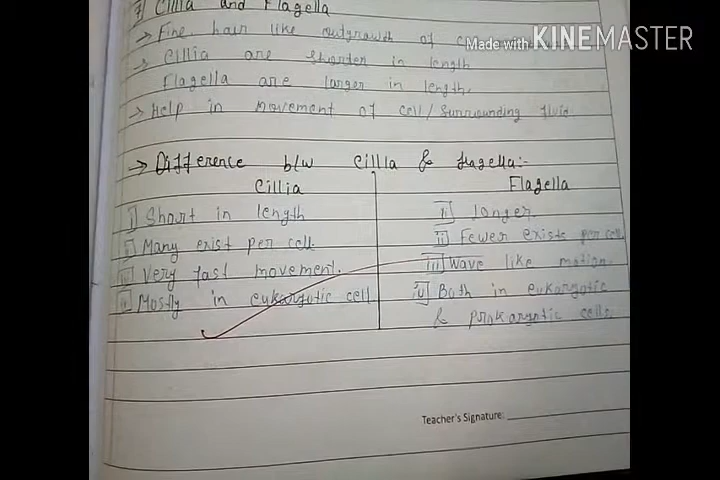 7] Cillia and Flagella
→ Fine hair like outgrowth of
Made with KINEMASTER
→ Cillia are shorter in length
Flagella are larger in length.
→ Help in movement of cell/surrounding fluid.
→ Difference b/w Cillia & flagella:-
Cillia Flagella
i] Short in length ii] longer.
ii] Many exist per cell. ii] Fewer exists per cell.
iii] Very fast movement. iii] Wave like motion.
iv] Mostly in eukaryotic cell iv] Both in eukaryotic
& prokaryotic cells.
Teacher's Signature: